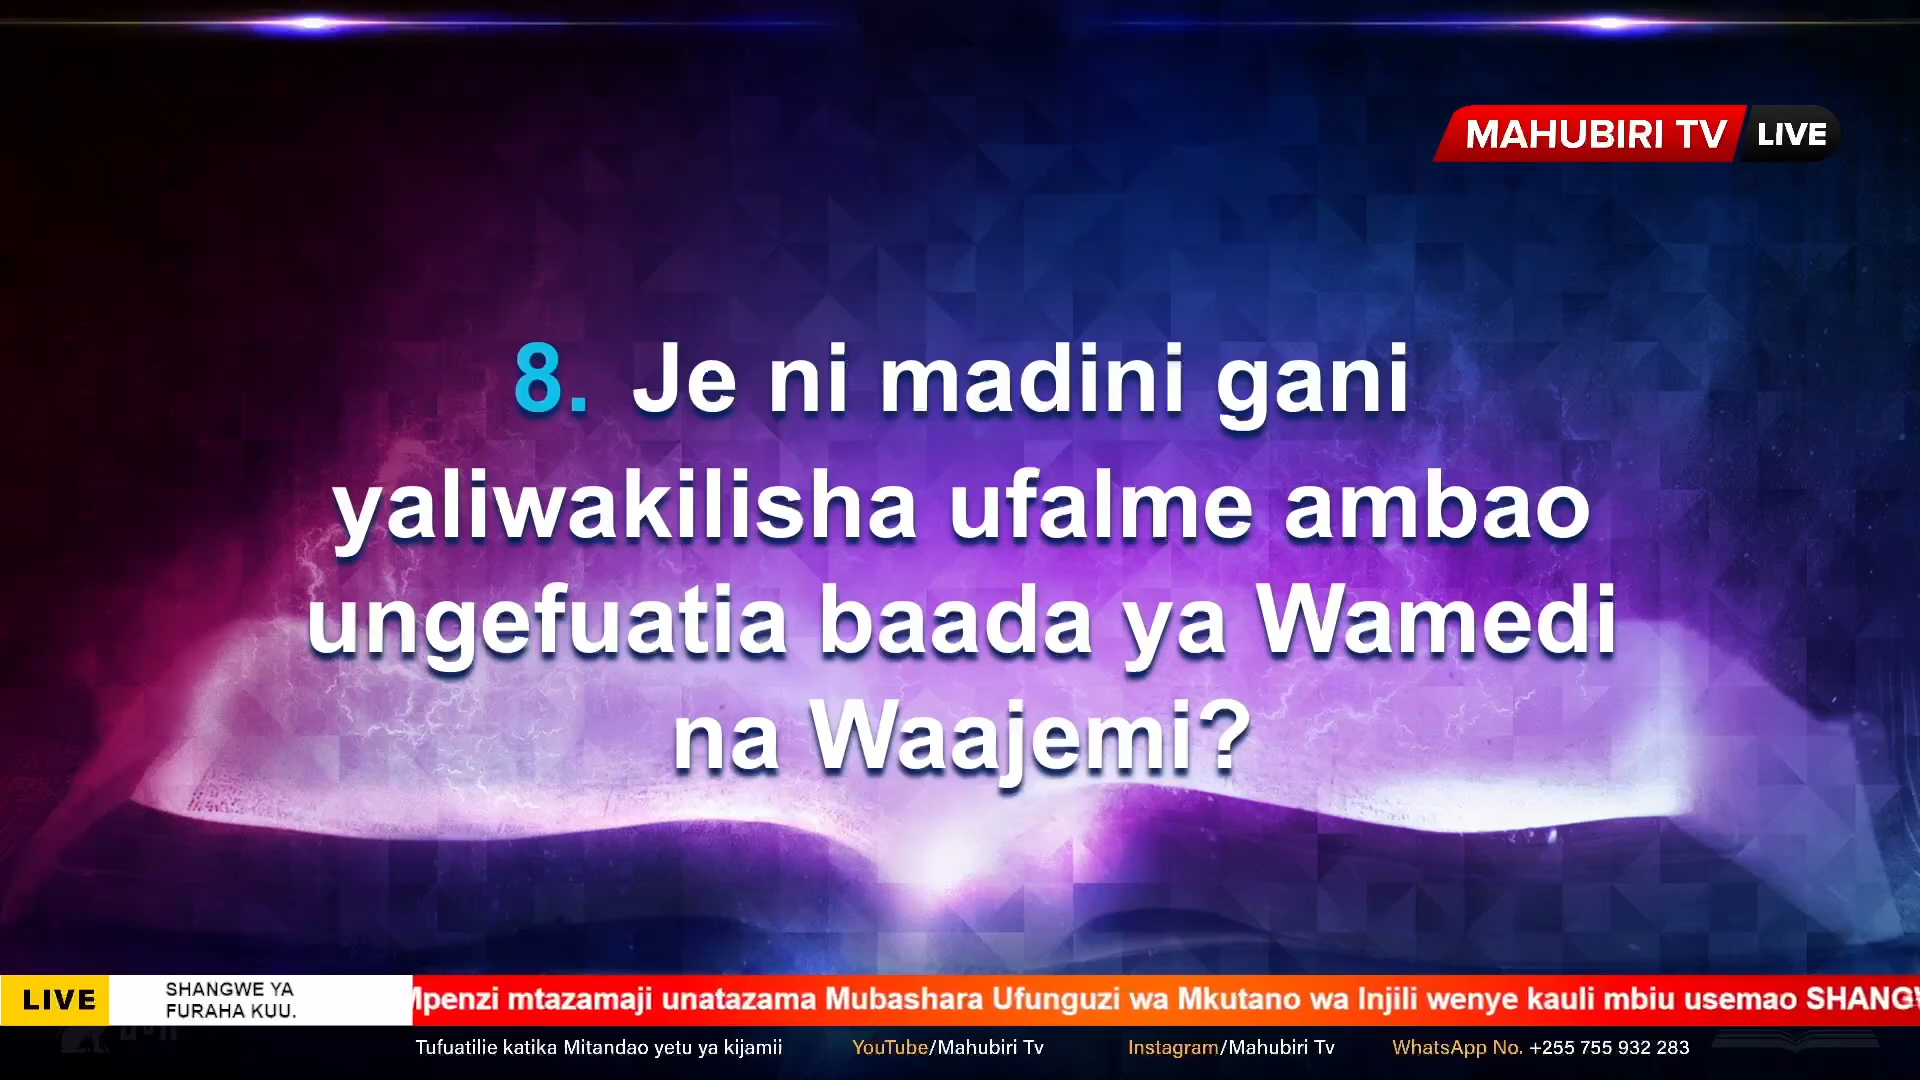 MAHUBIRI TV LIVE
8. Je ni madini gani
yaliwakilisha ufalme ambao
ungefuatia baada ya Wamedi
na Waajemi?
LIVE
SHANGWE YA
FURAHA KUU.
Mpenzi mtazamaji unatazama Mubashara Ufunguzi wa Mkutano wa Injili wenye kauli mbiu usemao
Tufuatilie katika Mitandao yetu ya kijamii YouTube/Mahubiri Tv Instagram/Mahubiri Tv WhatsApp No. +255 755 932 283